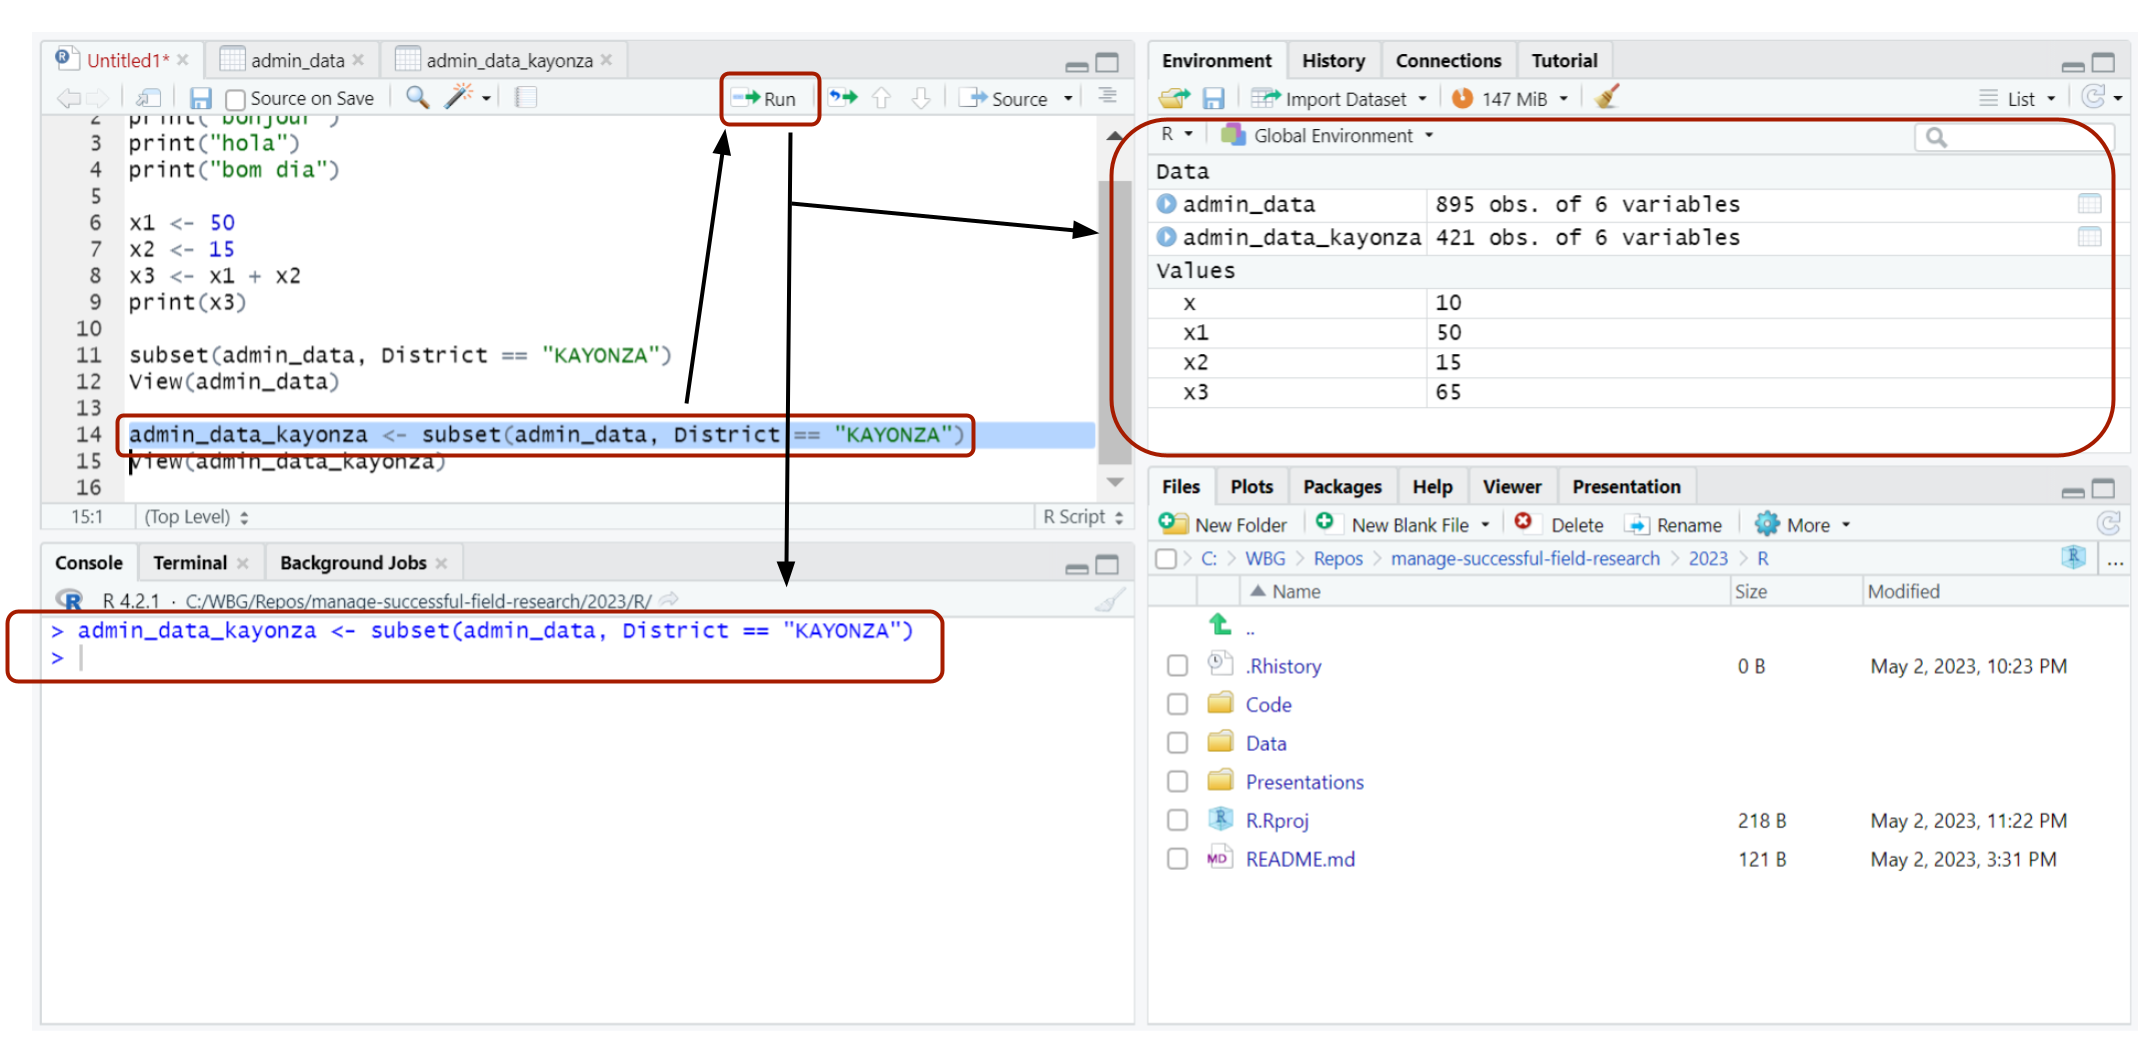 Untitled1* admin_data admin_data_kayonza
Source on Save Run Source
2 print("bonjour")
3 print("hola")
4 print("bom dia")
5
6 x1 <- 50
7 x2 <- 15
8 x3 <- x1 + x2
9 print(x3)
10
11 subset(admin_data, District == "KAYONZA")
12 View(admin_data)
13
14 admin_data_kayonza <- subset(admin_data, District == "KAYONZA")
15 View(admin_data_kayonza)
16
15:1 (Top Level) R Script
Console Terminal Background Jobs
R 4.2.1 · C:/WBG/Repos/manage-successful-field-research/2023/R/
> admin_data_kayonza <- subset(admin_data, District == "KAYONZA")
>
Environment History Connections Tutorial
Import Dataset 147 MiB List
R Global Environment
Data
admin_data 895 obs. of 6 variables
admin_data_kayonza 421 obs. of 6 variables
Values
x 10
x1 50
x2 15
x3 65
Files Plots Packages Help Viewer Presentation
New Folder New Blank File Delete Rename More
C: > WBG > Repos > manage-successful-field-research > 2023 > R ...
Name Size Modified
..
.Rhistory 0 B May 2, 2023, 10:23 PM
Code
Data
Presentations
R.Rproj 218 B May 2, 2023, 11:22 PM
MD README.md 121 B May 2, 2023, 3:31 PM